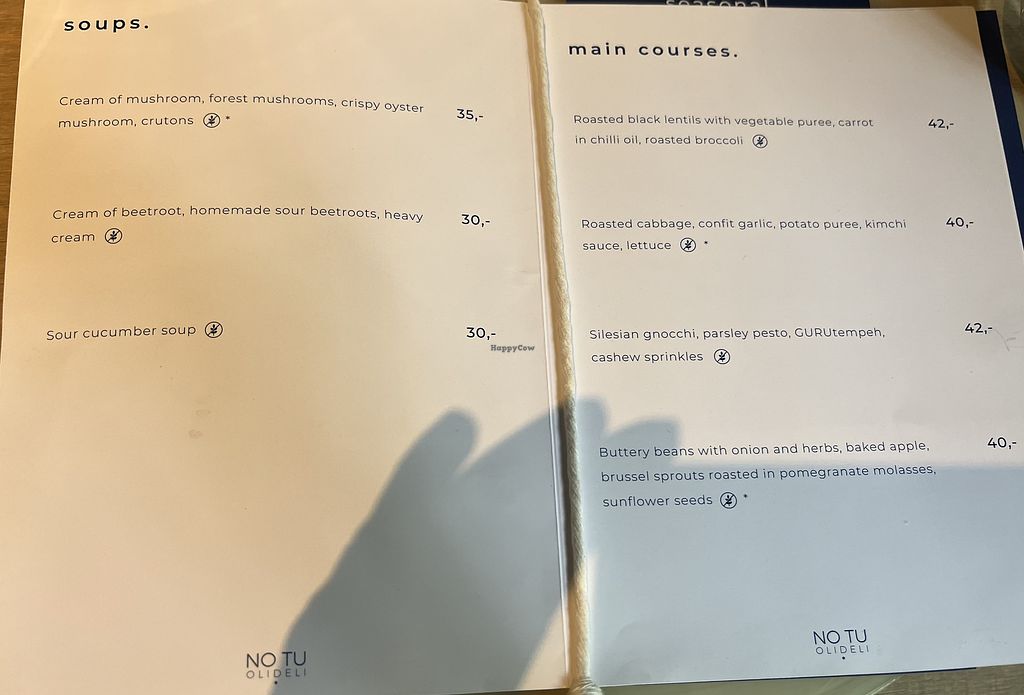 soups.
Cream of mushroom, forest mushrooms, crispy oyster
mushroom, crutons *
35,-
Cream of beetroot, homemade sour beetroots, heavy
cream
30,-
Sour cucumber soup
30,-
HappyCow
NO TU
OLIDELI
seasonal
main courses.
Roasted black lentils with vegetable puree, carrot
in chilli oil, roasted broccoli
42,-
Roasted cabbage, confit garlic, potato puree, kimchi
sauce, lettuce *
40,-
Silesian gnocchi, parsley pesto, GURUtempeh,
cashew sprinkles
42,-
Buttery beans with onion and herbs, baked apple,
brussel sprouts roasted in pomegranate molasses,
sunflower seeds *
40,-
NO TU
OLIDELI